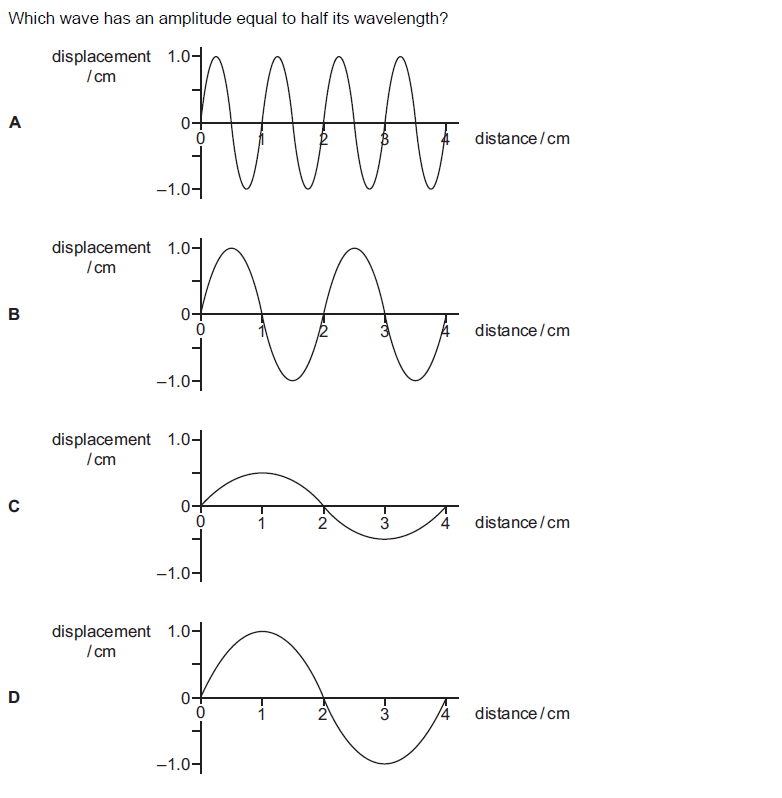 Which wave has an amplitude equal to half its wavelength?
displacement 1.0
/ cm
A
0
0 1 2 3 4 distance / cm
–1.0
displacement 1.0
/ cm
B
0
0 1 2 3 4 distance / cm
–1.0
displacement 1.0
/ cm
C
0
0 1 2 3 4 distance / cm
–1.0
displacement 1.0
/ cm
D
0
0 1 2 3 4 distance / cm
–1.0